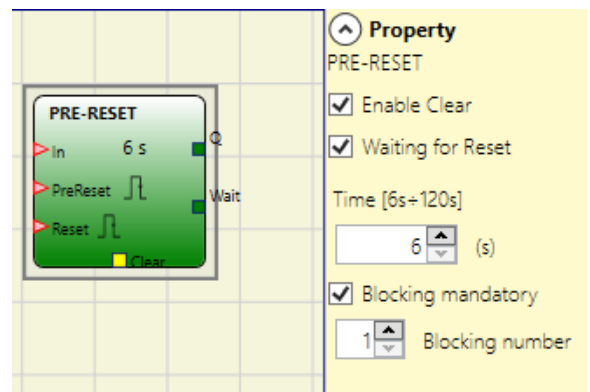 PRE-RESET
In 6 s Q
PreReset Wait
Reset
Clear
Property
PRE-RESET
Enable Clear
Waiting for Reset
Time [6s÷120s]
6 (s)
Blocking mandatory
1 Blocking number